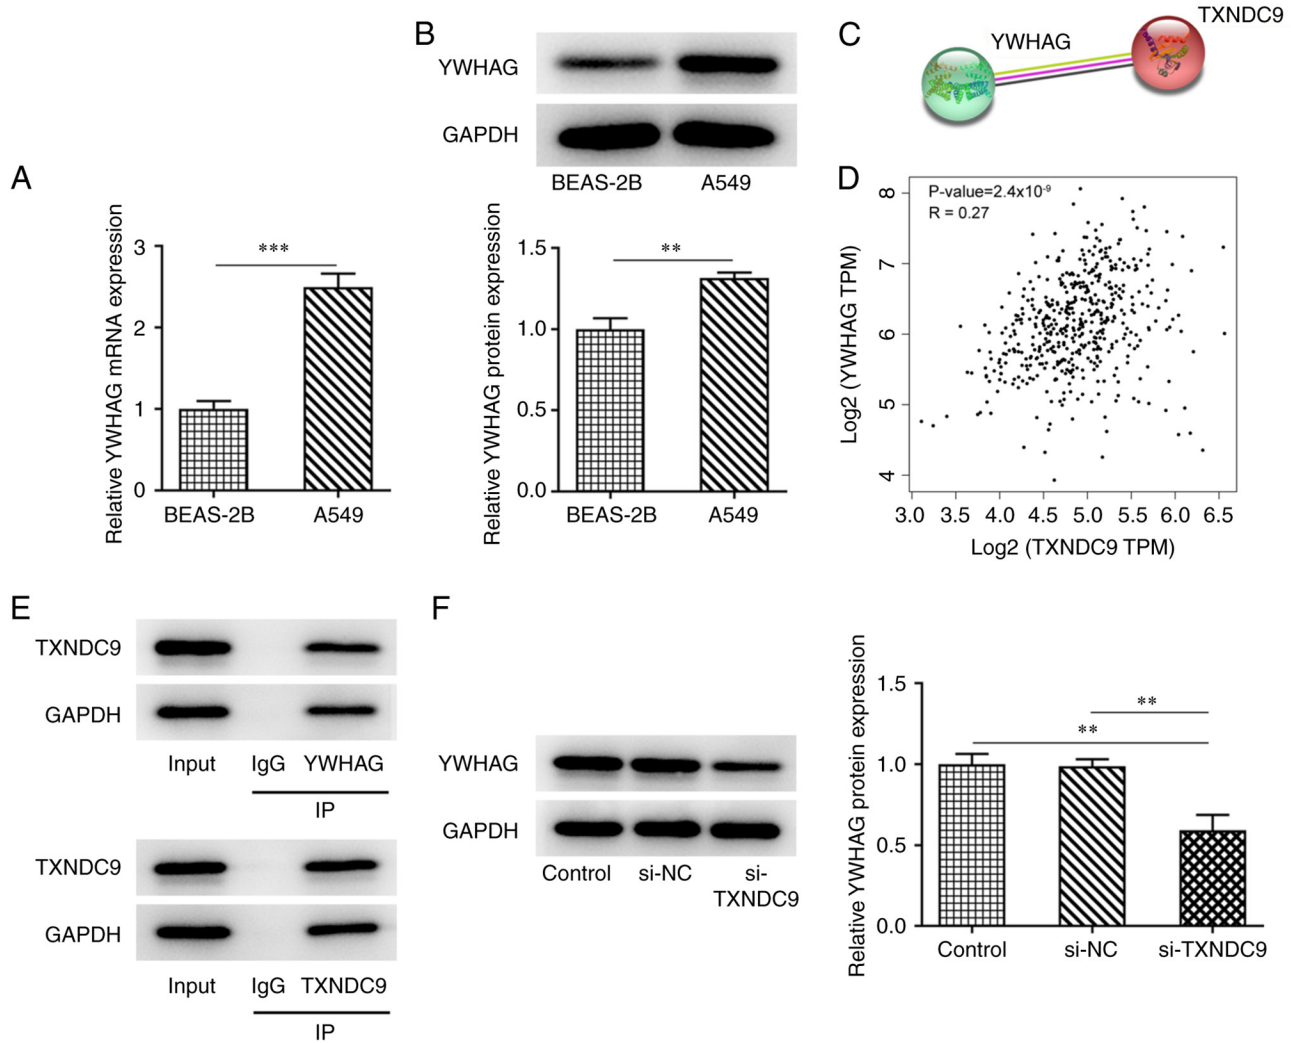 A
Relative YWHAG mRNA expression
3
2
1
0
***
BEAS-2B
A549
B
YWHAG
GAPDH
BEAS-2B
A549
Relative YWHAG protein expression
1.5
1.0
0.5
0.0
**
BEAS-2B
A549
C
YWHAG
TXNDC9
D
P-value=2.4x10⁻⁹
R = 0.27
Log2 (YWHAG TPM)
8
7
6
5
4
3.0 3.5 4.0 4.5 5.0 5.5 6.0 6.5
Log2 (TXNDC9 TPM)
E
TXNDC9
GAPDH
Input IgG YWHAG
IP
TXNDC9
GAPDH
Input IgG TXNDC9
IP
F
YWHAG
GAPDH
Control si-NC si-
TXNDC9
Relative YWHAG protein expression
1.5
1.0
0.5
0.0
**
**
Control si-NC si-TXNDC9